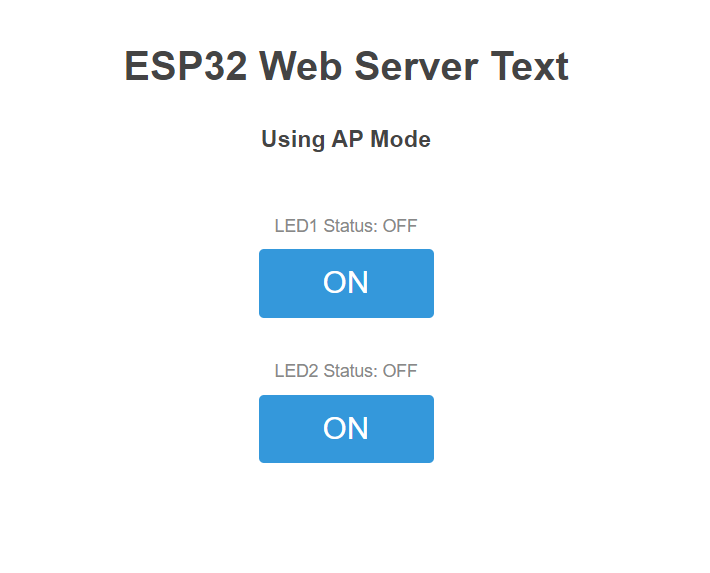 ESP32 Web Server Text
Using AP Mode
LED1 Status: OFF
ON
LED2 Status: OFF
ON